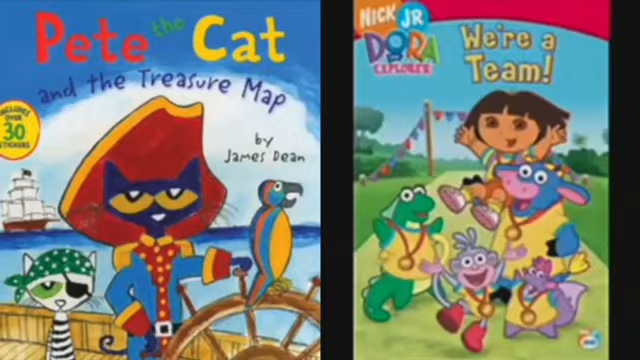 Pete the Cat
and the Treasure Map
INCLUDES
OVER
30
STICKERS
by
James Dean
NICK JR
DORA
the
EXPLORER
We're a
Team!